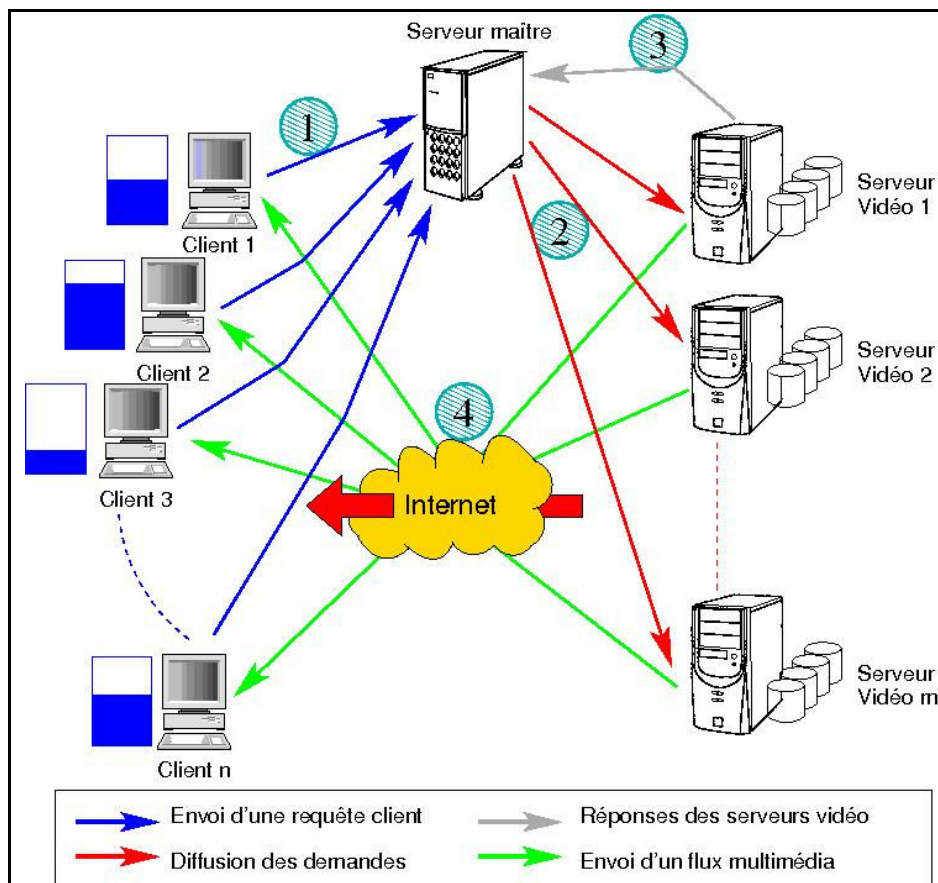 Serveur maître
3
1
Client 1
Serveur
Vidéo 1
2
Client 2
Serveur
Vidéo 2
4
Client 3
Internet
Client n
Serveur
Vidéo m
Envoi d'une requête client
Réponses des serveurs vidéo
Diffusion des demandes
Envoi d'un flux multimédia